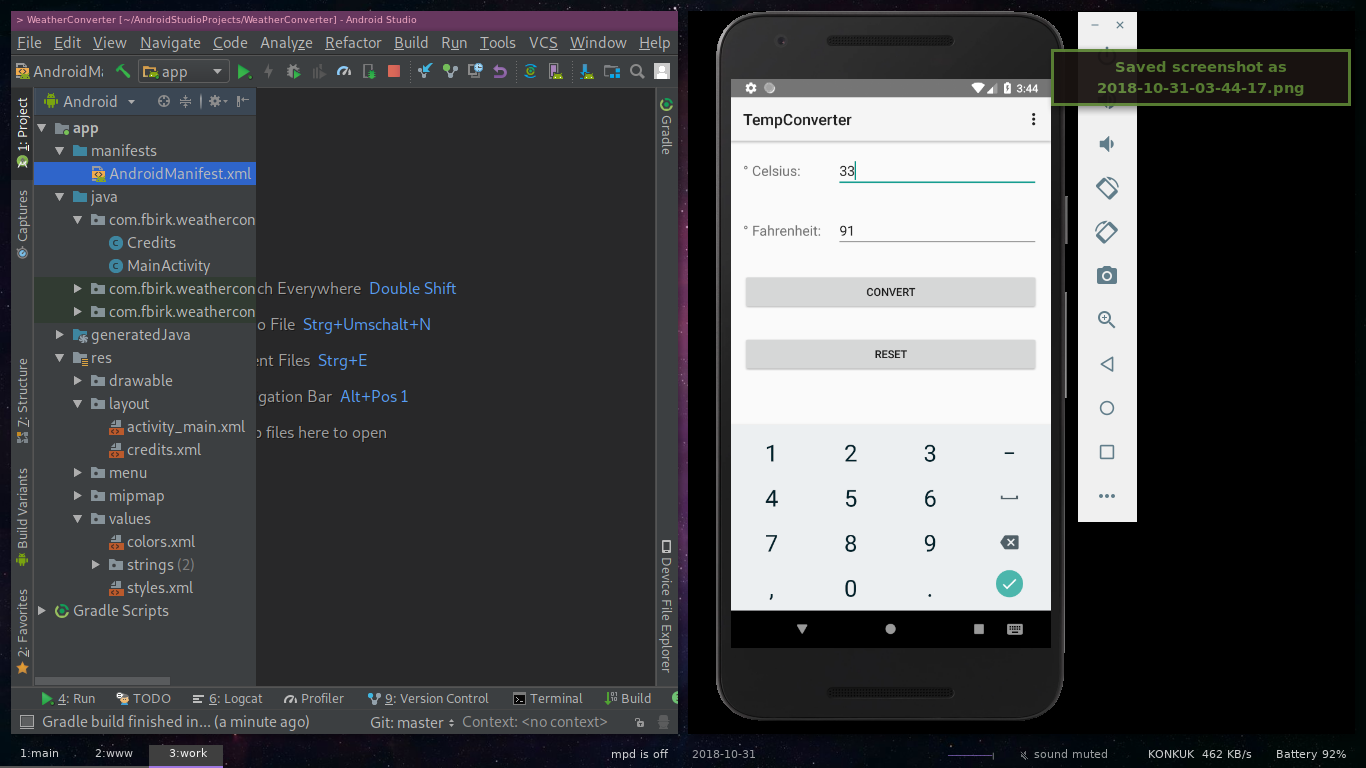 > WeatherConverter [~/AndroidStudioProjects/WeatherConverter] - Android Studio
File Edit View Navigate Code Analyze Refactor Build Run Tools VCS Window Help
AndroidMa
app
1: Project
Captures
7: Structure
Build Variants
2: Favorites
Android
app
manifests
AndroidManifest.xml
java
com.fbirk.weathercon
Credits
MainActivity
com.fbirk.weathercon
com.fbirk.weathercon
generatedJava
res
drawable
layout
activity_main.xml
credits.xml
menu
mipmap
values
colors.xml
strings (2)
styles.xml
Gradle Scripts
ch Everywhere Double Shift
o File Strg+Umschalt+N
ent Files Strg+E
gation Bar Alt+Pos 1
files here to open
Gradle
Device File Explorer
4: Run TODO 6: Logcat Profiler 9: Version Control Terminal Build
Gradle build finished in... (a minute ago) Git: master Context: <no context>
3:44
TempConverter
° Celsius: 33
° Fahrenheit: 91
CONVERT
RESET
1 2 3 −
4 5 6
7 8 9
, 0 .
Saved screenshot as
2018-10-31-03-44-17.png
1:main 2:www 3:work mpd is off 2018-10-31 sound muted KONKUK 462 KB/s Battery 92%